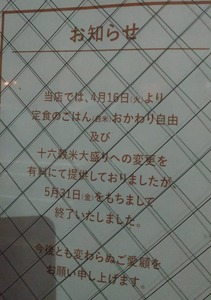 お知らせ
当店では、4月16日(火)より
定食のごはん(白米)おかわり自由
及び
十六穀米大盛りへの変更を
有料にて提供しておりましたが、
5月31日(金)をもちまして
終了いたしました。
今後とも変わらぬご愛顧を
お願い申し上げます。